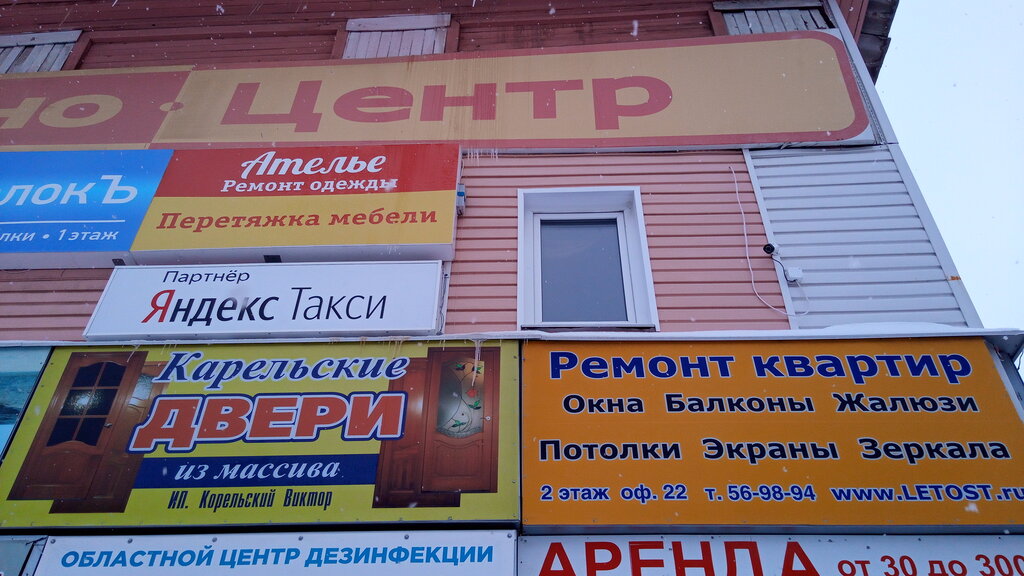 но • Центр
Ателье
Ремонт одежды
Перетяжка мебели
локЪ
лки • 1 этаж
Партнёр
Яндекс Такси
Карельские
ДВЕРИ
из массива
ИП. Корельский Виктор
Ремонт квартир
Окна Балконы Жалюзи
Потолки Экраны Зеркала
2 этаж оф. 22 т. 56-98-94 www.LETOST.ru
ОБЛАСТНОЙ ЦЕНТР ДЕЗИНФЕКЦИИ
АРЕНДА от 30 до 300